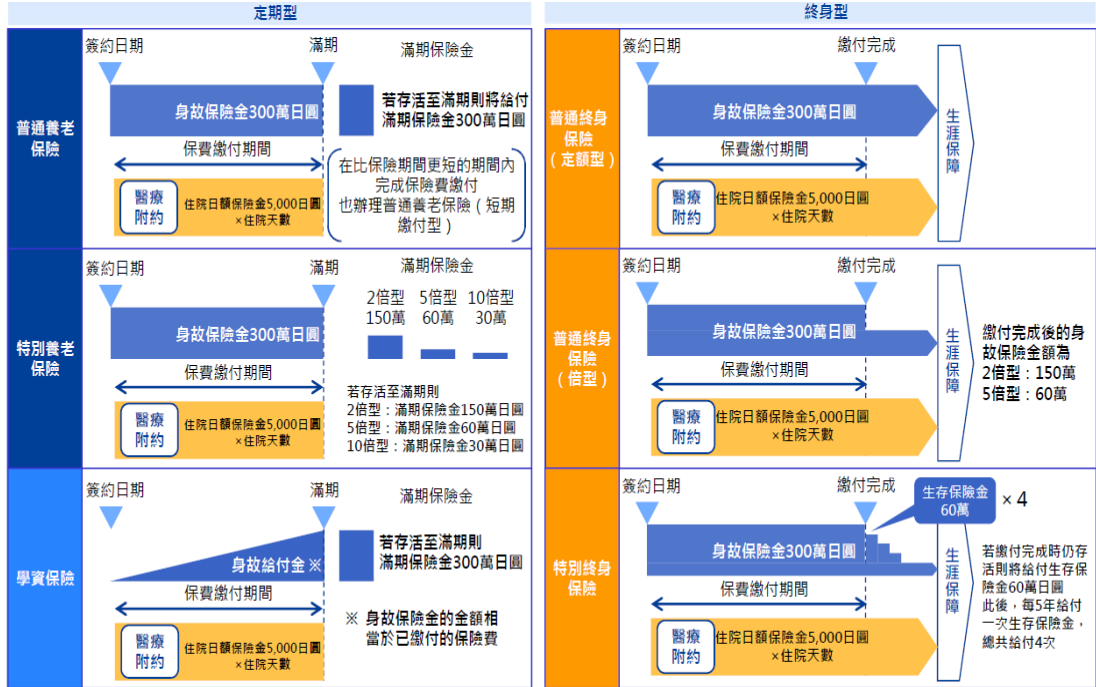 定期型
普通養老
保險
簽約日期
滿期
滿期保險金
身故保險金300萬日圓
若存活至滿期則將給付
滿期保險金300萬日圓
保費繳付期間
醫療
附約
住院日額保險金5,000日圓
×住院天數
在比保險期間更短的期間內
完成保險費繳付
也辦理普通養老保險（短期
繳付型）
特別養老
保險
簽約日期
滿期
滿期保險金
身故保險金300萬日圓
2倍型
150萬
5倍型
60萬
10倍型
30萬
保費繳付期間
醫療
附約
住院日額保險金5,000日圓
×住院天數
若存活至滿期則
2倍型：滿期保險金150萬日圓
5倍型：滿期保險金60萬日圓
10倍型：滿期保險金30萬日圓
學資保險
簽約日期
滿期
滿期保險金
身故給付金 ※
若存活至滿期則
滿期保險金300萬日圓
保費繳付期間
醫療
附約
住院日額保險金5,000日圓
×住院天數
※ 身故保險金的金額相
當於已繳付的保險費
終身型
普通終身
保險
（定額型）
簽約日期
繳付完成
身故保險金300萬日圓
保費繳付期間
醫療
附約
住院日額保險金5,000日圓
×住院天數
生涯保障
普通終身
保險
（倍型）
簽約日期
繳付完成
身故保險金300萬日圓
保費繳付期間
醫療
附約
住院日額保險金5,000日圓
×住院天數
生涯保障
繳付完成後的身
故保險金額為
2倍型：150萬
5倍型：60萬
特別終身
保險
簽約日期
繳付完成
生存保險金
60萬
×4
身故保險金300萬日圓
保費繳付期間
醫療
附約
住院日額保險金5,000日圓
×住院天數
生涯保障
若繳付完成時仍存
活則將給付生存保
險金60萬日圓
此後，每5年給付
一次生存保險金，
總共給付4次